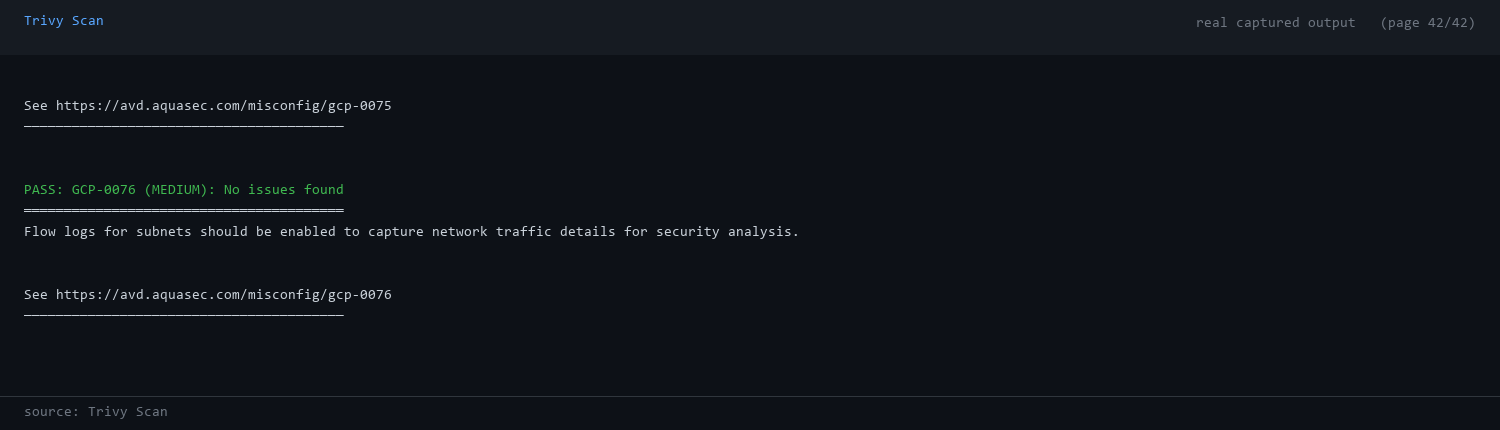 Trivy Scan
real captured output (page 42/42)
See https://avd.aquasec.com/misconfig/gcp-0075
────────────────────────────────────────
PASS: GCP-0076 (MEDIUM): No issues found
════════════════════════════════════════
Flow logs for subnets should be enabled to capture network traffic details for security analysis.
See https://avd.aquasec.com/misconfig/gcp-0076
────────────────────────────────────────
source: Trivy Scan